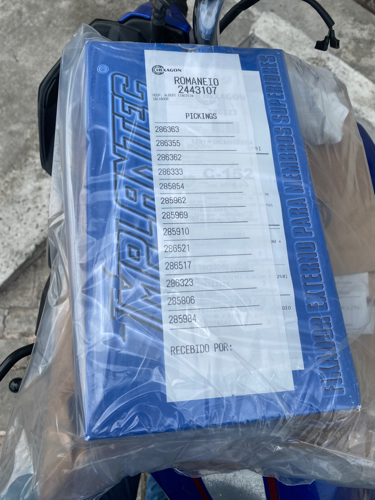 HEXAGON
ROMANEIO
2443107
PICKINGS
286363
286355
286362
286333
285854
285962
285969
285910
286521
286517
286323
285806
285984
RECEBIDO POR:
IMPLANTEC
FIXADOR EXTERNO PARA MEMBROS SUPERIORES